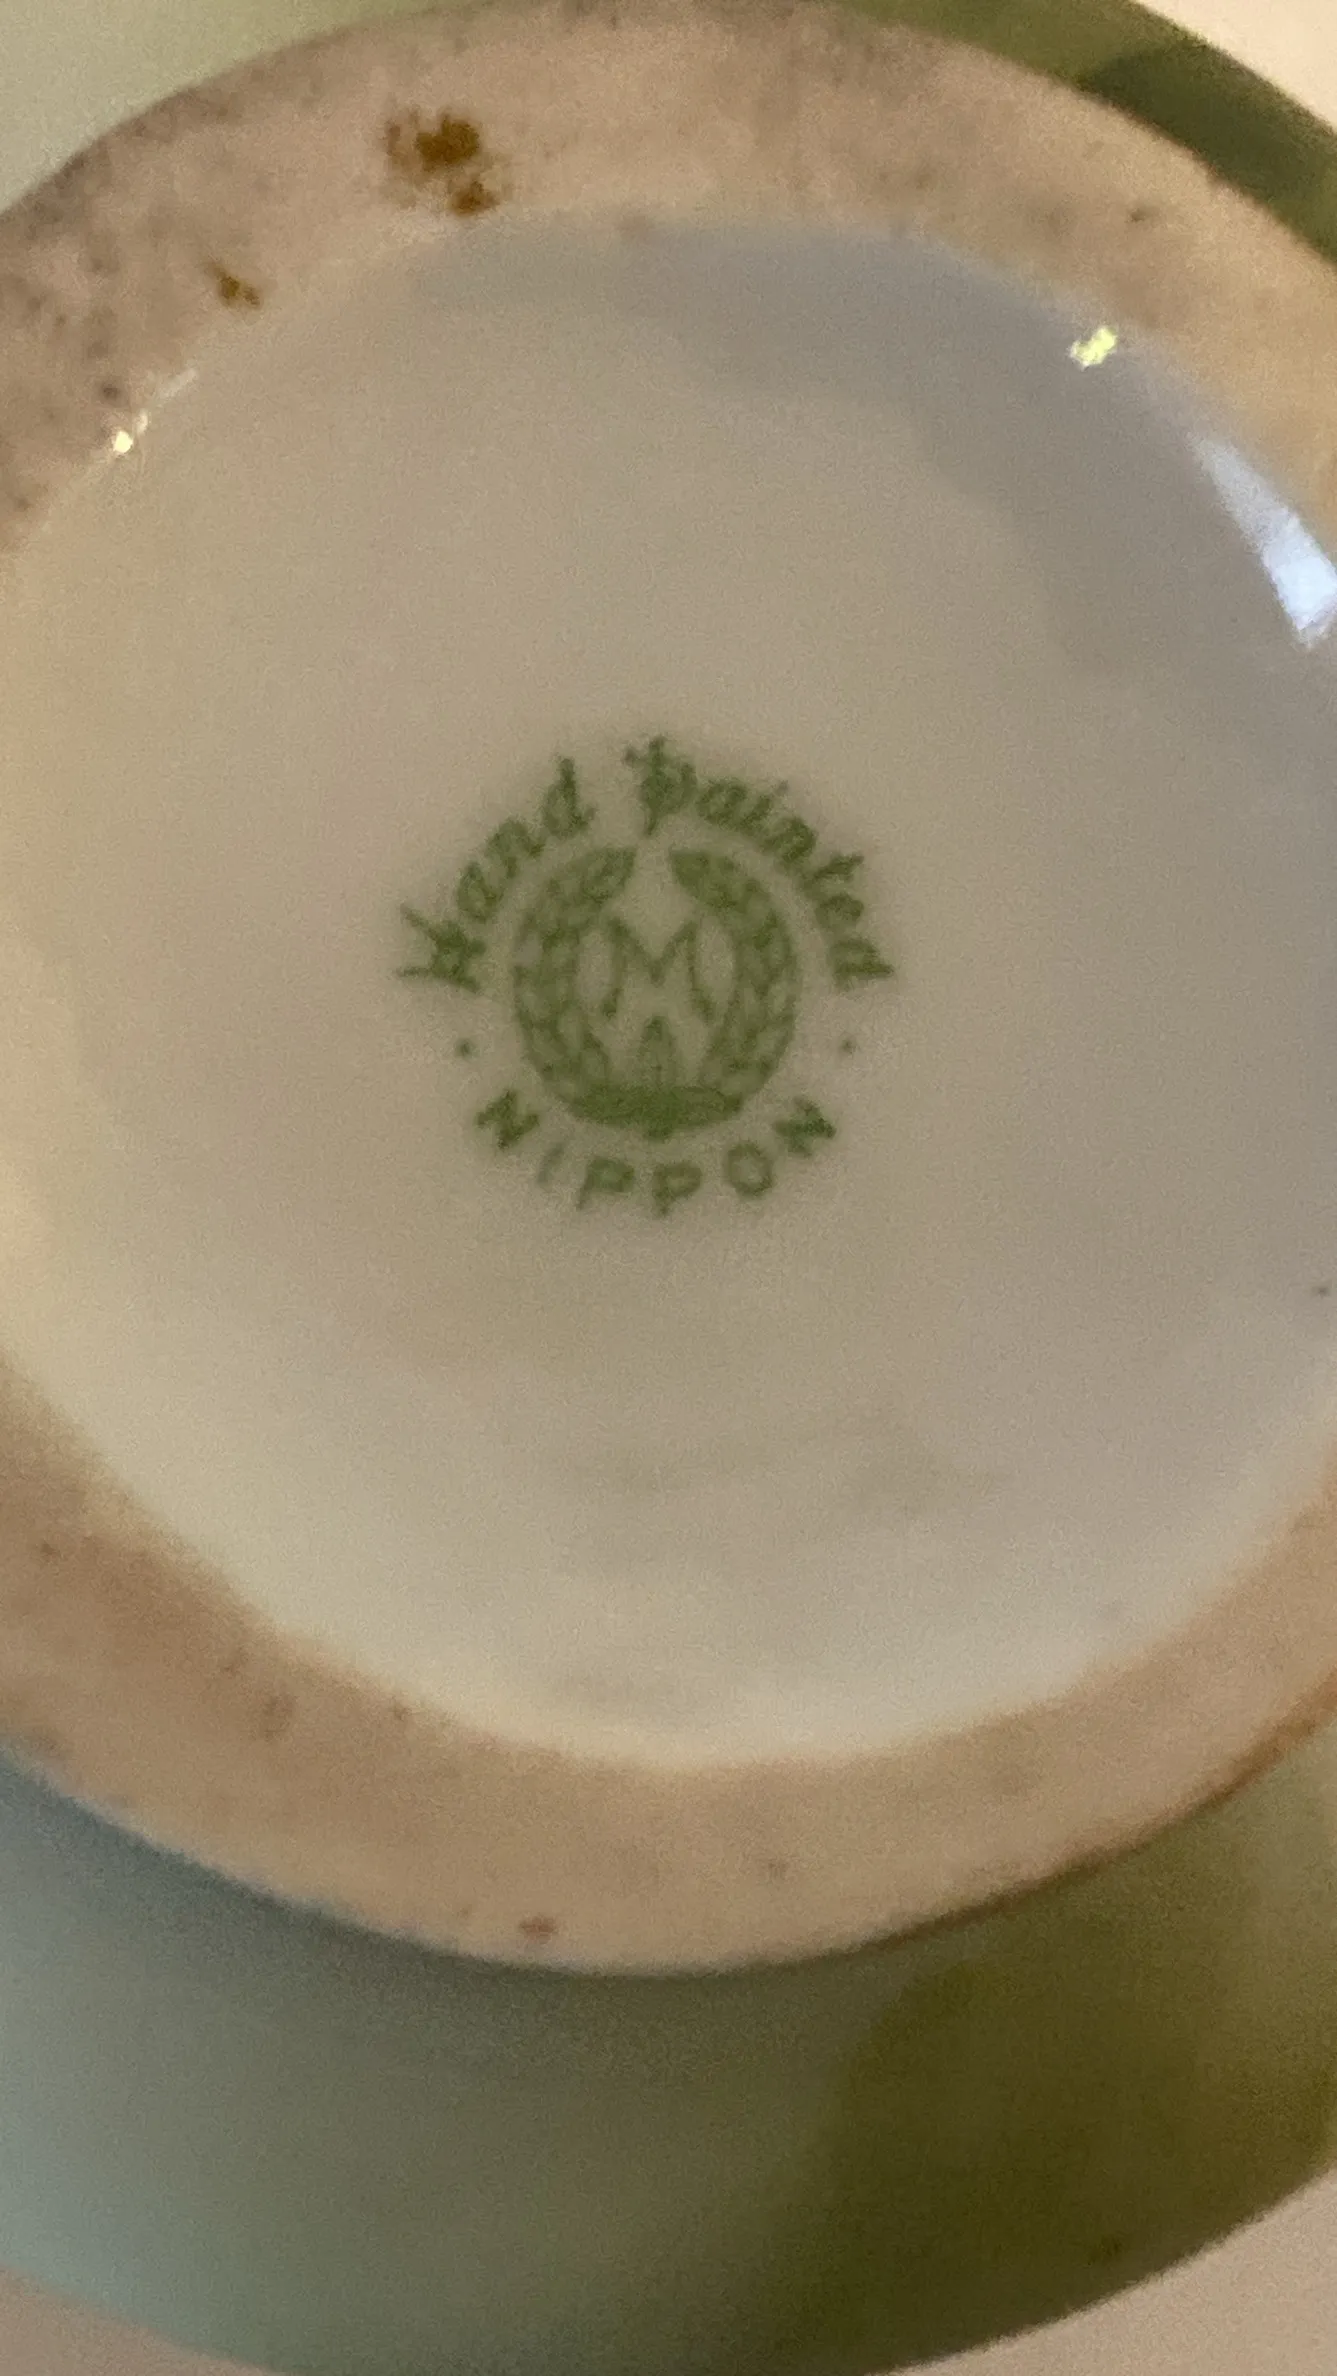 Hand Painted
M
· NIPPON ·